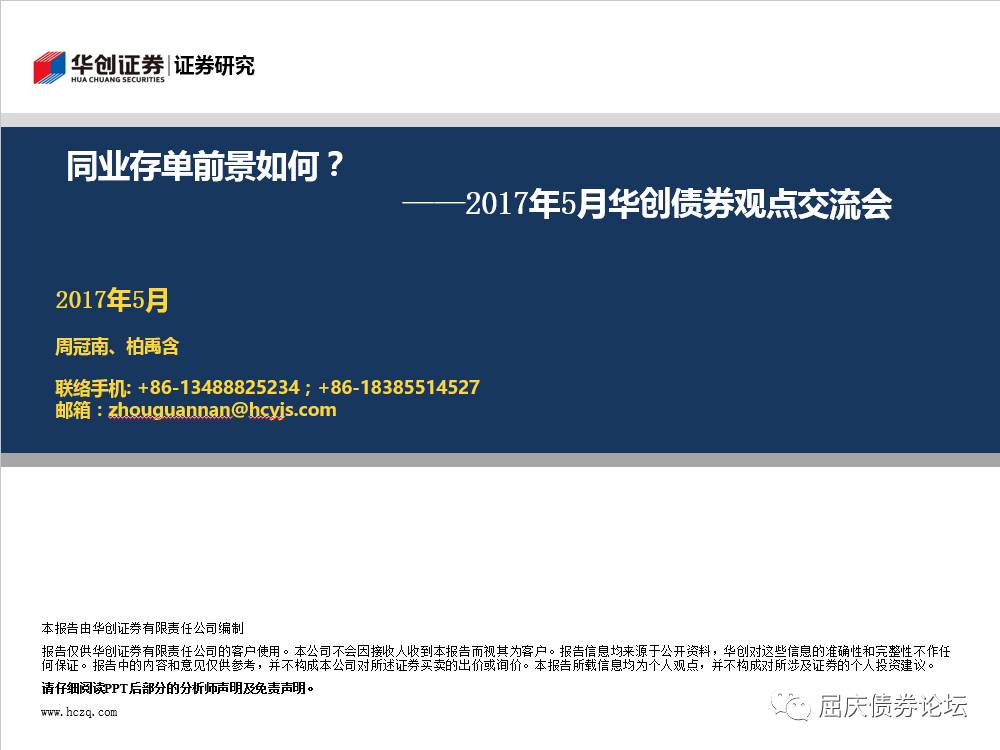 华创证券 | 证券研究
HUA CHUANG SECURITIES
同业存单前景如何？
——2017年5月华创债券观点交流会
2017年5月
周冠南、柏禹含
联络手机: +86-13488825234；+86-18385514527
邮箱：zhouguannan@hcyjs.com
本报告由华创证券有限责任公司编制
报告仅供华创证券有限责任公司的客户使用。本公司不会因接收人收到本报告而视其为客户。报告信息均来源于公开资料，华创对这些信息的准确性和完整性不作任
何保证。报告中的内容和意见仅供参考，并不构成本公司对所述证券买卖的出价或询价。本报告所载信息均为个人观点，并不构成对所涉及证券的个人投资建议。
请仔细阅读PPT后部分的分析师声明及免责声明。
www.hczq.com
屈庆债券论坛